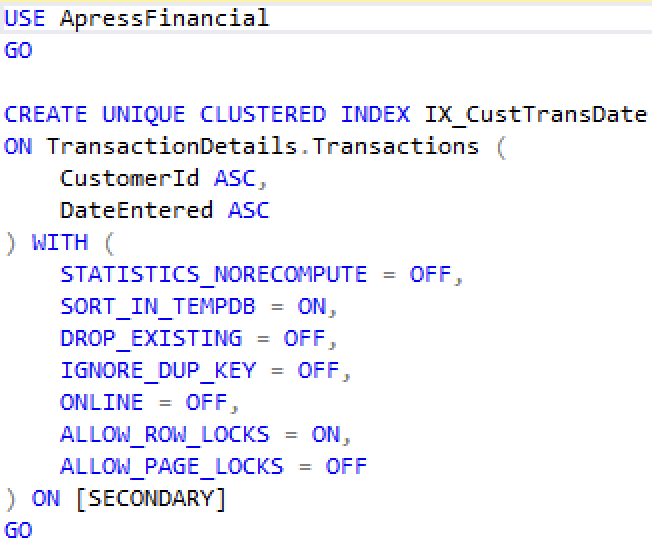 USE ApressFinancial
GO
CREATE UNIQUE CLUSTERED INDEX IX_CustTransDate
ON TransactionDetails.Transactions (
    CustomerId ASC,
    DateEntered ASC
) WITH (
    STATISTICS_NORECOMPUTE = OFF,
    SORT_IN_TEMPDB = ON,
    DROP_EXISTING = OFF,
    IGNORE_DUP_KEY = OFF,
    ONLINE = OFF,
    ALLOW_ROW_LOCKS = ON,
    ALLOW_PAGE_LOCKS = OFF
) ON [SECONDARY]
GO